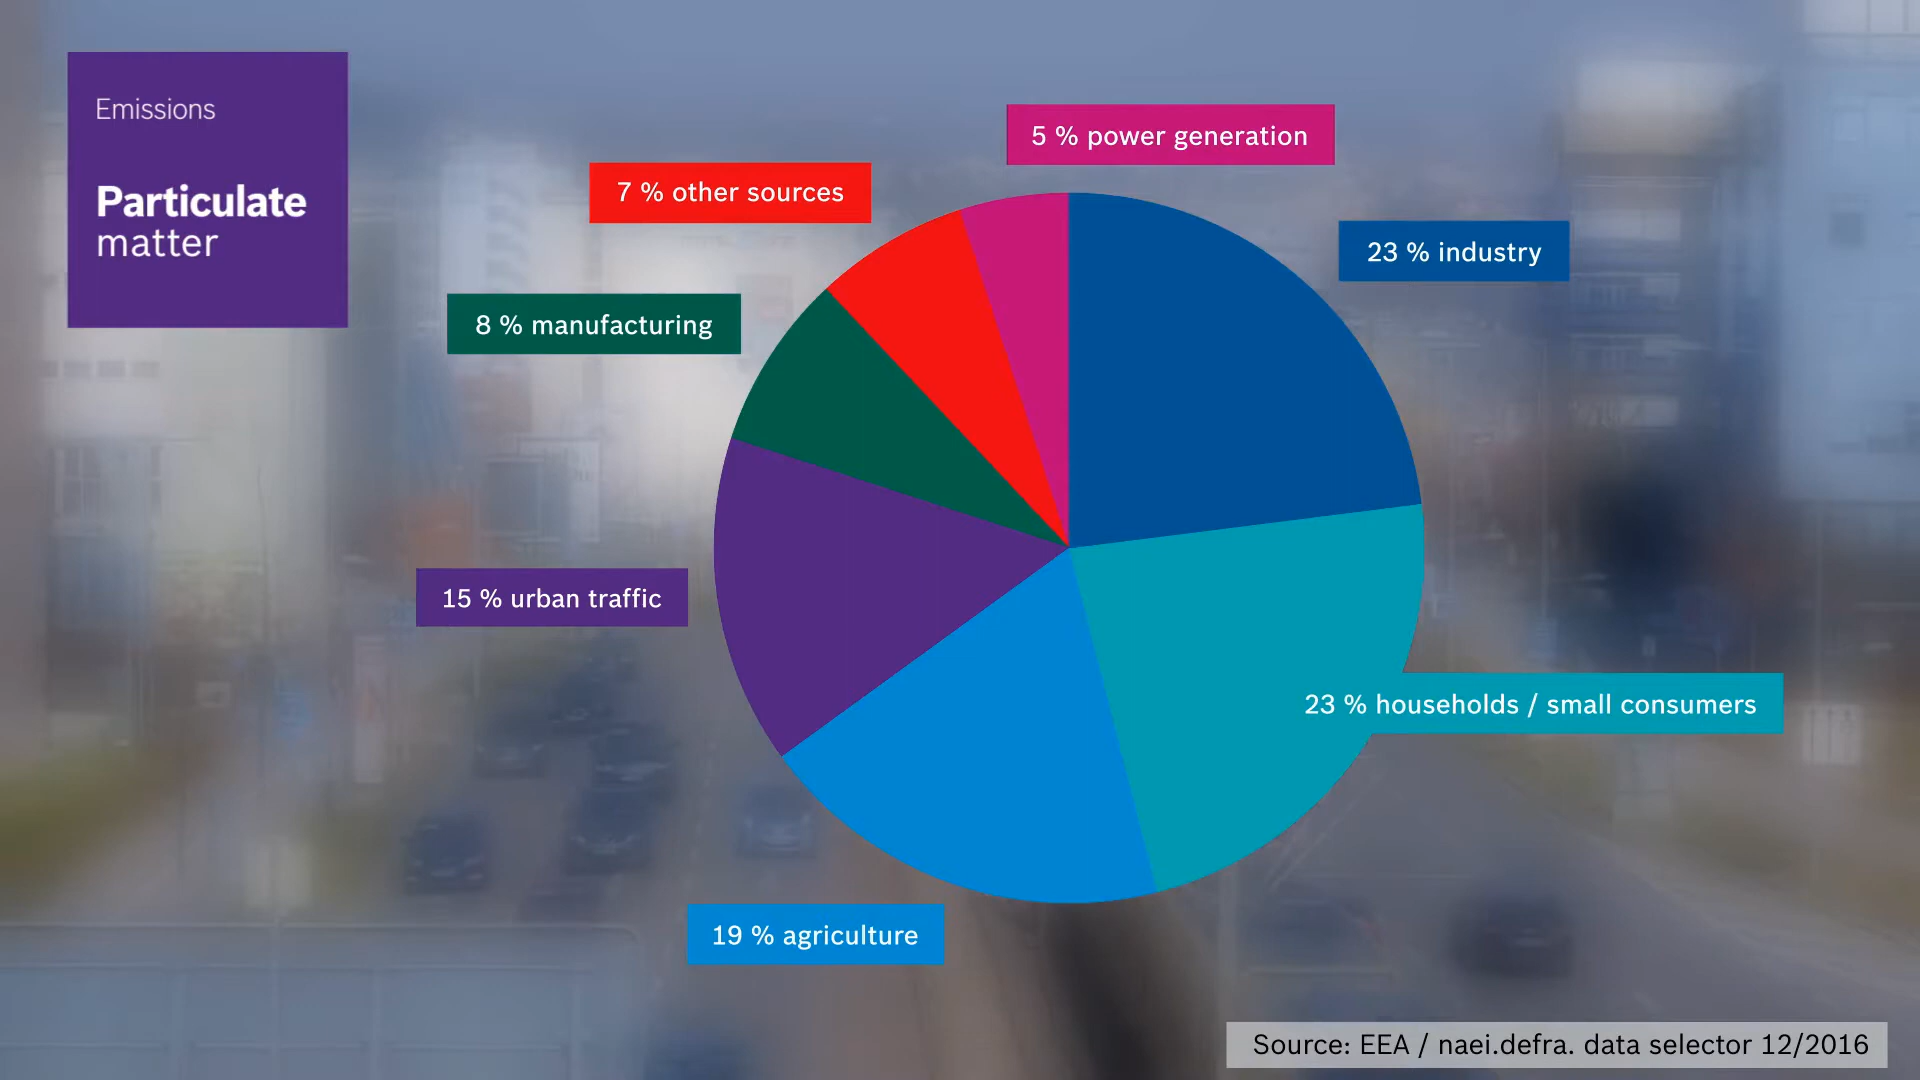 Emissions
Particulate
matter
5 % power generation
7 % other sources
23 % industry
8 % manufacturing
15 % urban traffic
23 % households / small consumers
19 % agriculture
Source: EEA / naei.defra. data selector 12/2016